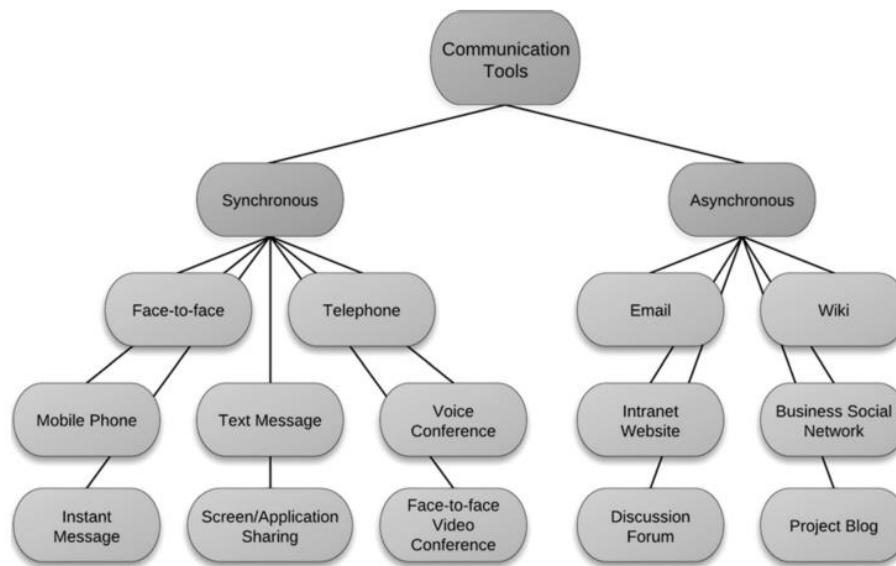 Communication
Tools
Synchronous
Asynchronous
Face-to-face
Telephone
Email
Wiki
Mobile Phone
Text Message
Voice
Conference
Intranet
Website
Business Social
Network
Instant
Message
Screen/Application
Sharing
Face-to-face
Video
Conference
Discussion
Forum
Project Blog